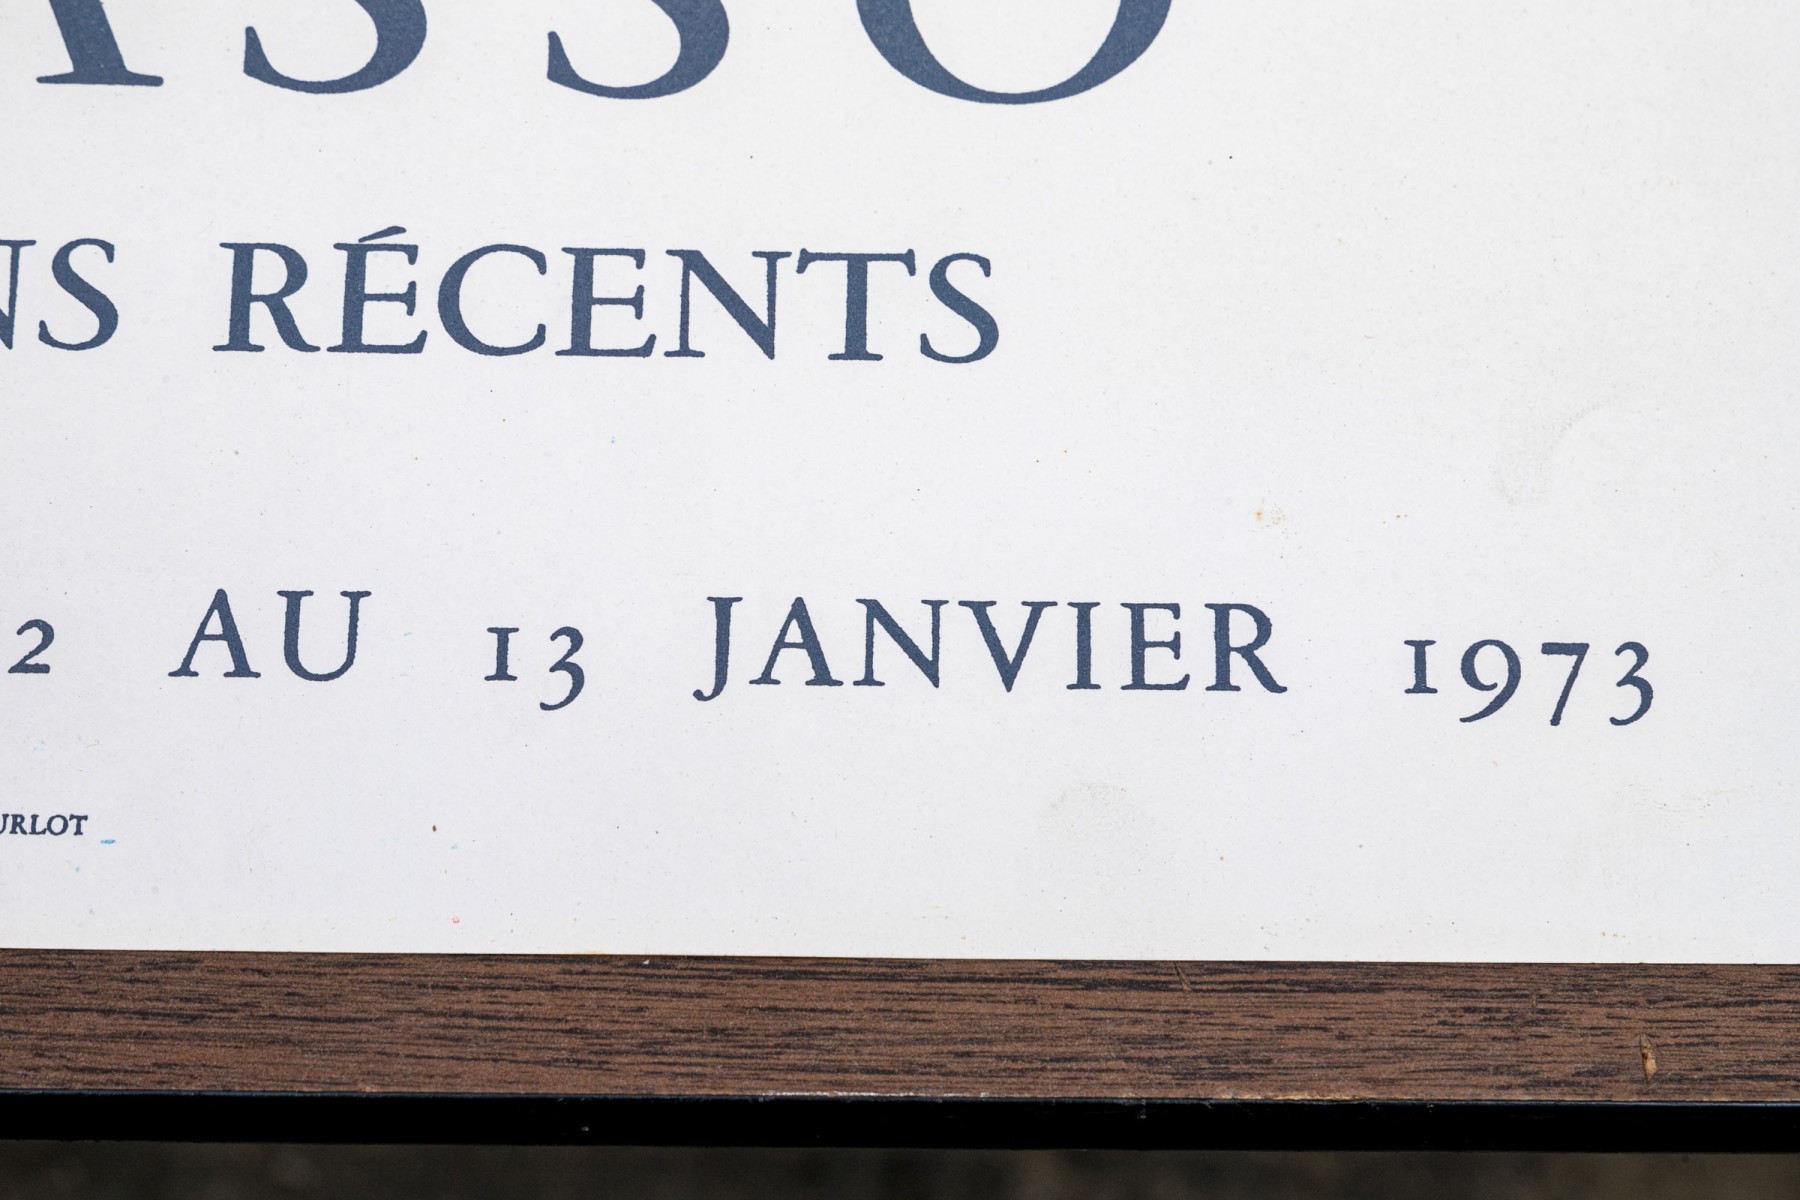 ASSO
NS RÉCENTS
2 AU 13 JANVIER 1973
URLOT